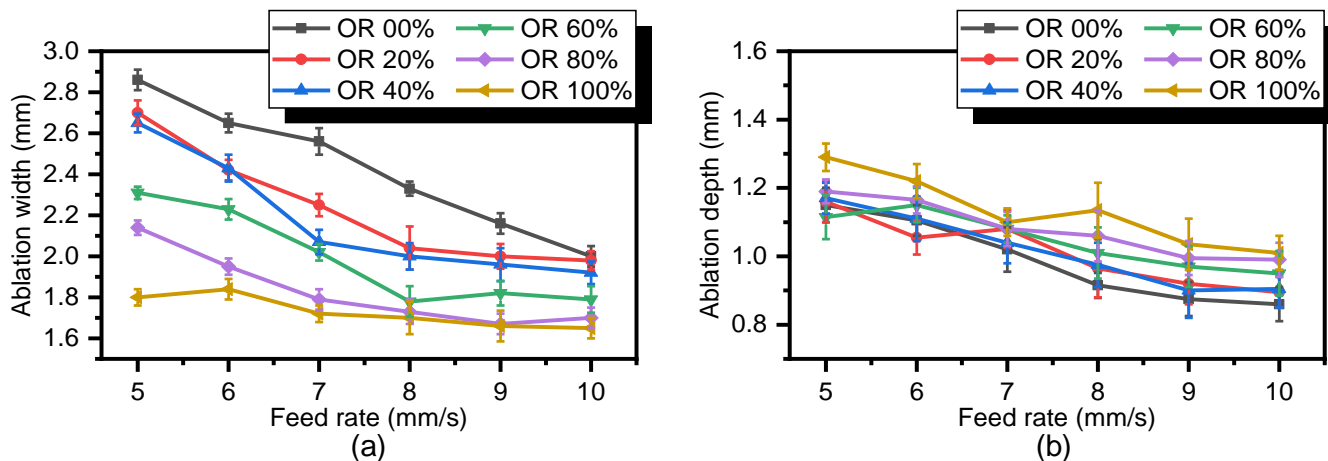 OR 00%
OR 60%
OR 20%
OR 80%
OR 40%
OR 100%
Ablation width (mm)
3.0
2.8
2.6
2.4
2.2
2.0
1.8
1.6
5 6 7 8 9 10
Feed rate (mm/s)
(a)
OR 00%
OR 60%
OR 20%
OR 80%
OR 40%
OR 100%
Ablation depth (mm)
1.6
1.4
1.2
1.0
0.8
5 6 7 8 9 10
Feed rate (mm/s)
(b)